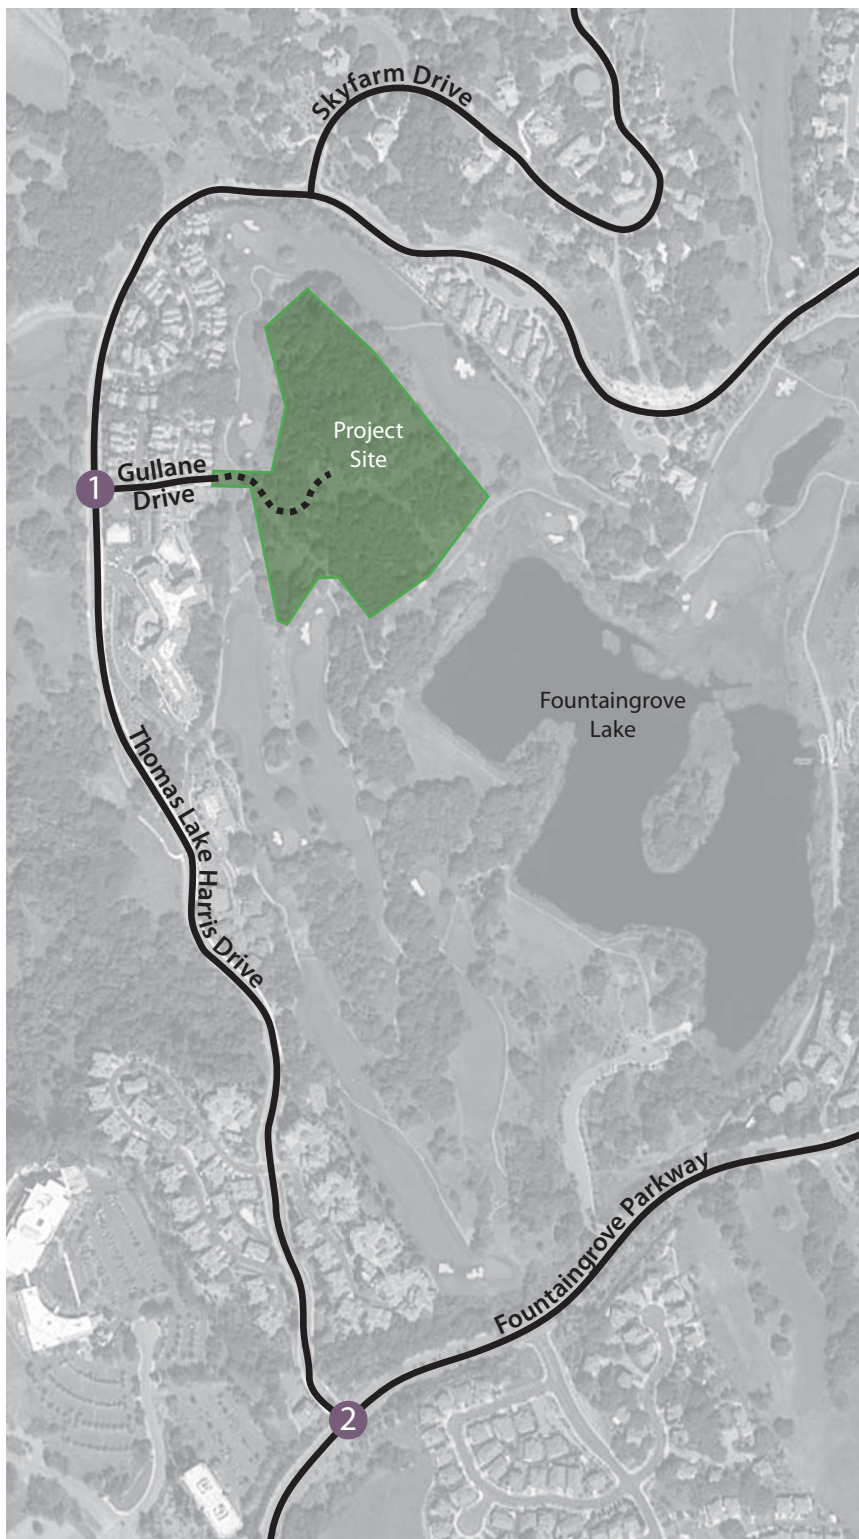 Skyfarm Drive
Project
Site
Gullane
Drive
1
Fountaingrove
Lake
Thomas Lake Harris Drive
Fountaingrove Parkway
2